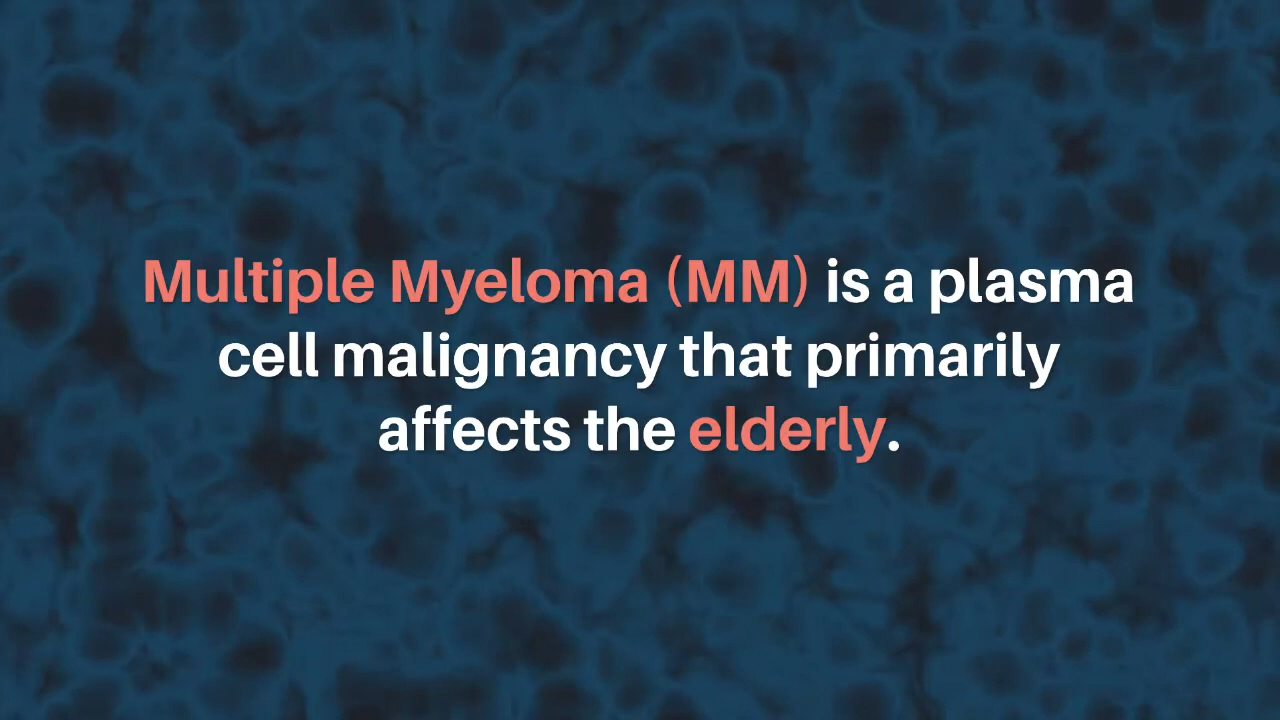 Multiple Myeloma (MM) is a plasma
cell malignancy that primarily
affects the elderly.